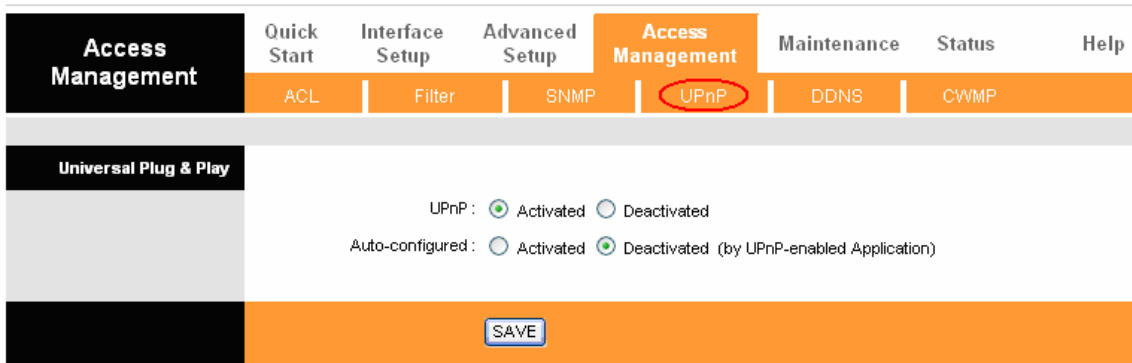 Access Management
Quick Start
Interface Setup
Advanced Setup
Access Management
Maintenance
Status
Help
ACL
Filter
SNMP
UPnP
DDNS
CWMP
Universal Plug & Play
UPnP : Activated Deactivated
Auto-configured : Activated Deactivated (by UPnP-enabled Application)
SAVE